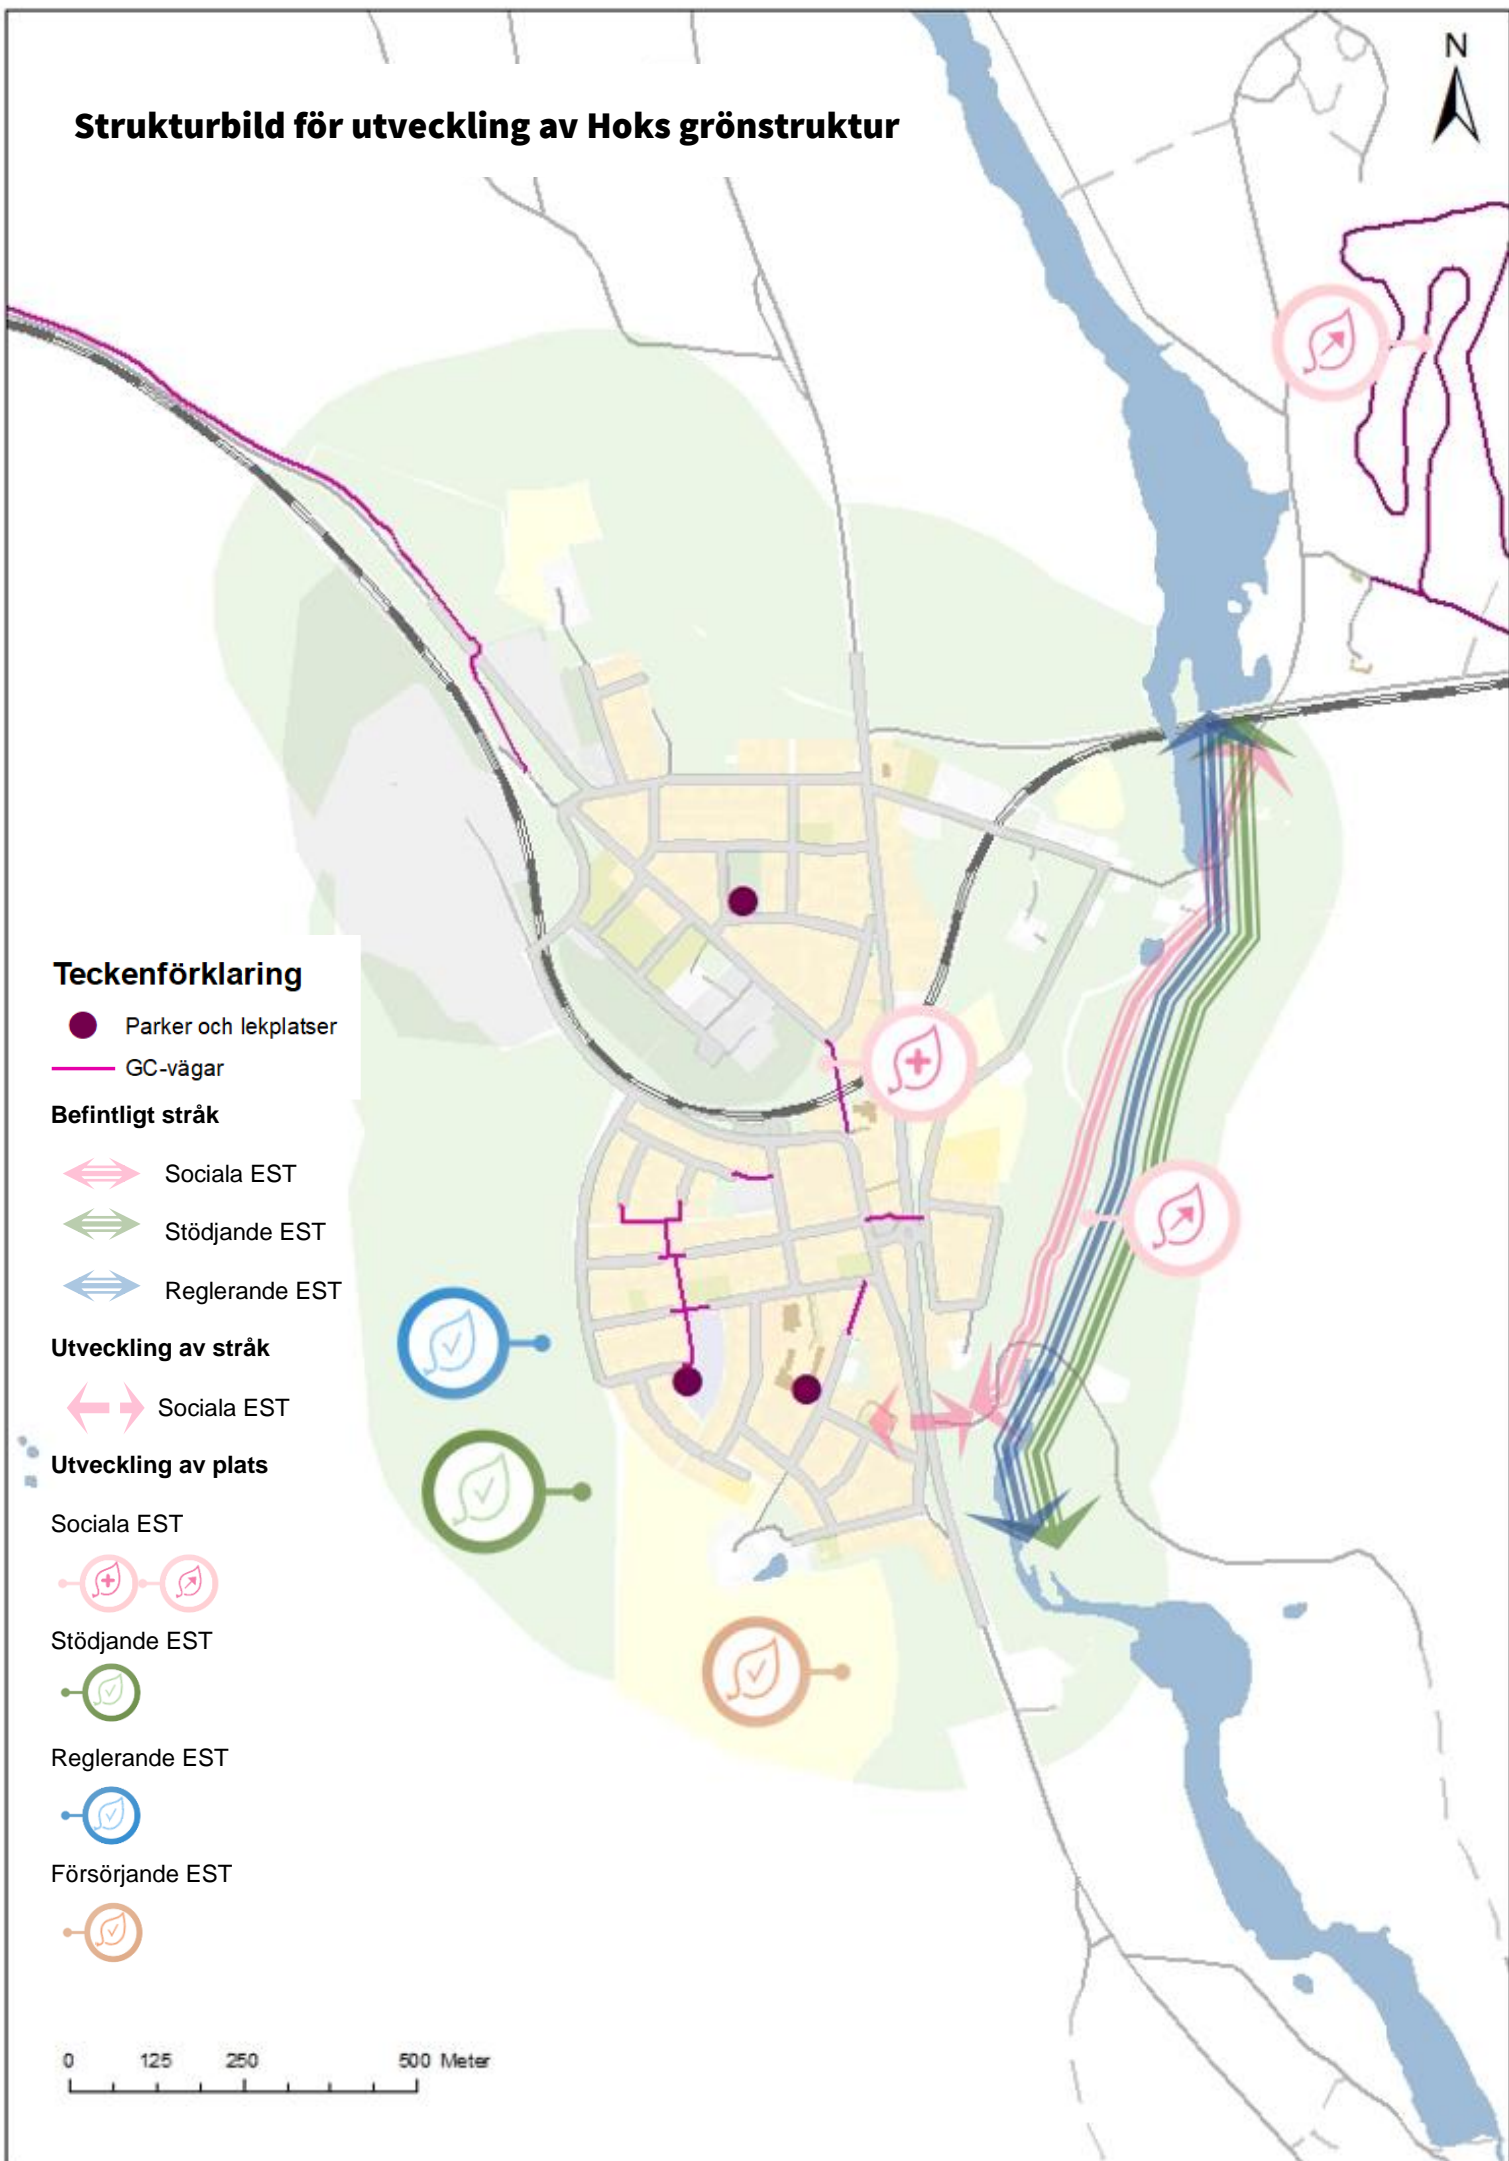 N
Strukturbild för utveckling av Hoks grönstruktur
Teckenförklaring
Parker och lekplatser
GC-vägar
Befintligt stråk
Sociala EST
Stödjande EST
Reglerande EST
Utveckling av stråk
Sociala EST
Utveckling av plats
Sociala EST
Stödjande EST
Reglerande EST
Försörjande EST
0 125 250 500 Meter